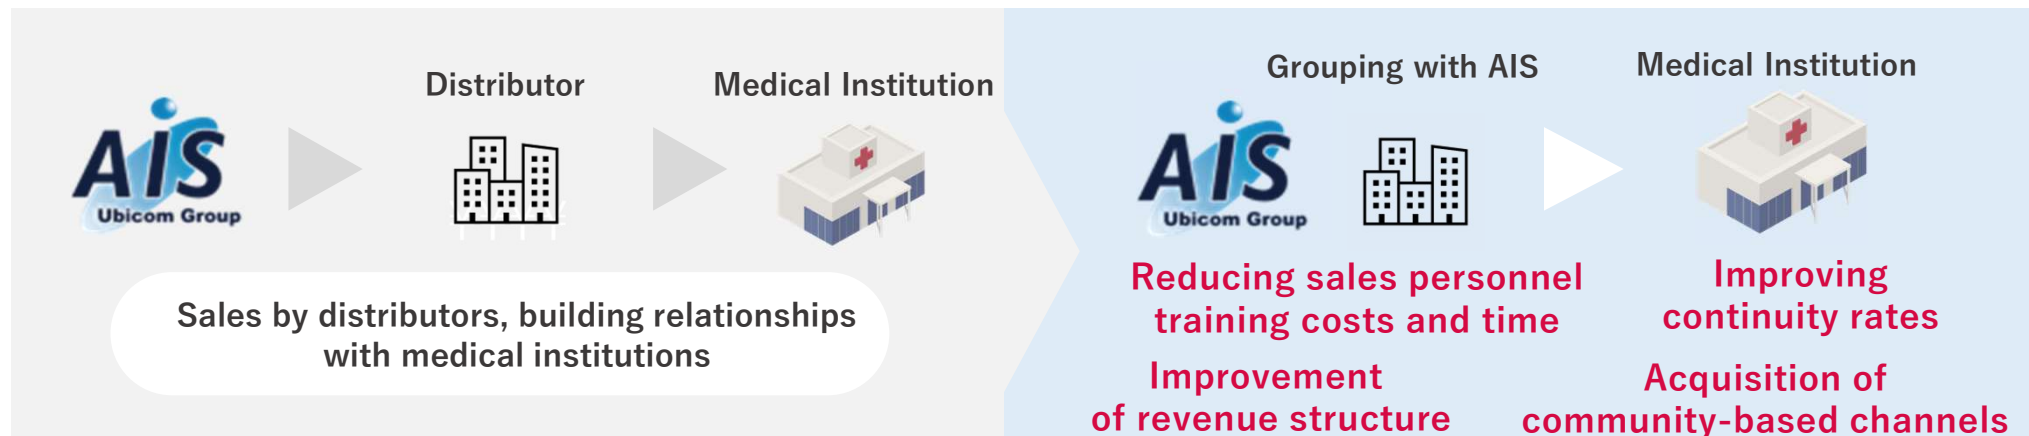 Distributor
Medical Institution
AIS
Ubicom Group
Sales by distributors, building relationships
with medical institutions
Grouping with AIS
Medical Institution
AIS
Ubicom Group
Reducing sales personnel
training costs and time
Improving
continuity rates
Improvement
of revenue structure
Acquisition of
community-based channels